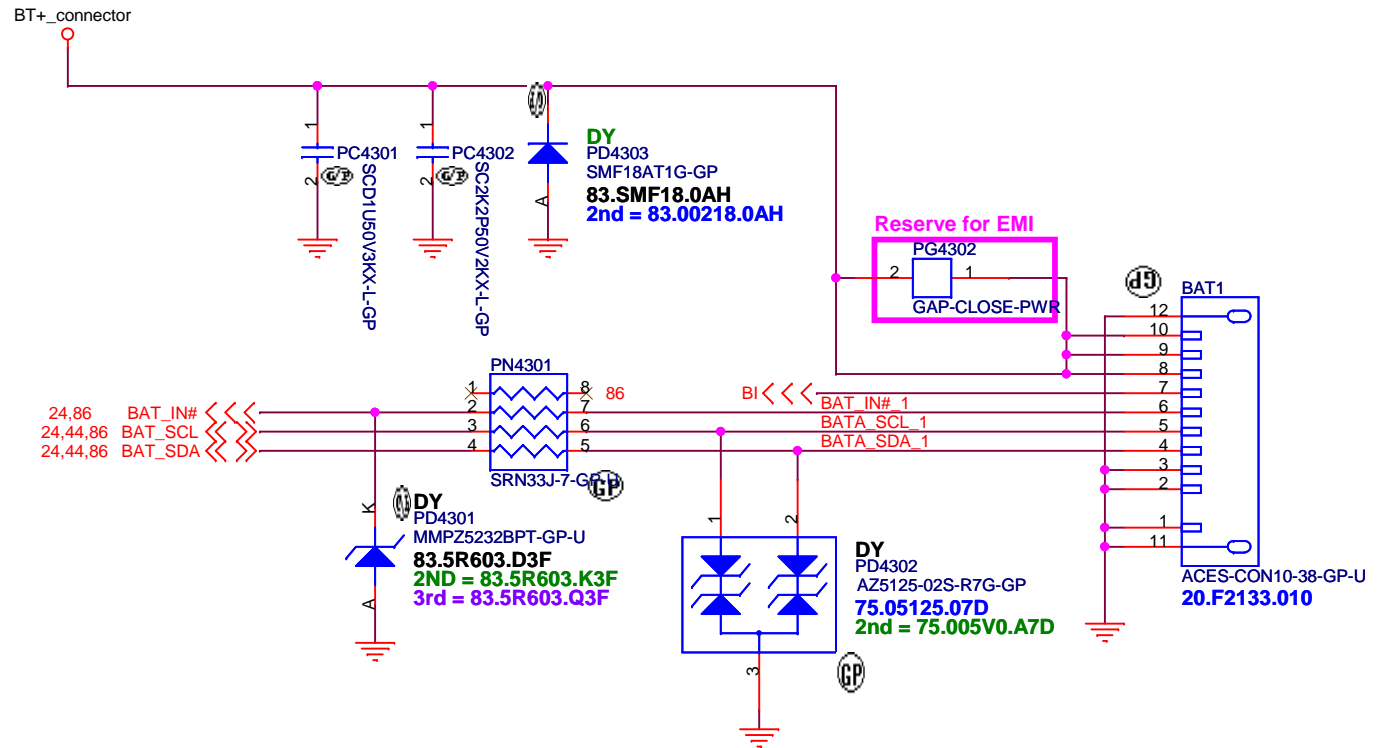 BT+_connector
1
PC4301
2
SCD1U50V3KX-L-GP
1
PC4302
2
SC2K2P50V2KX-L-GP
DY
PD4303
SMF18AT1G-GP
83.SMF18.0AH
2nd = 83.00218.0AH
A
Reserve for EMI
PG4302
2
1
GAP-CLOSE-PWR
GP
BAT1
12
10
9
8
7
6
5
4
3
2
1
11
ACES-CON10-38-GP-U
20.F2133.010
PN4301
1
8
86
BI
24,86 BAT_IN#
2
7
BAT_IN#_1
24,44,86 BAT_SCL
3
6
BATA_SCL_1
24,44,86 BAT_SDA
4
5
BATA_SDA_1
SRN33J-7-GP-U
GP
K
DY
PD4301
MMPZ5232BPT-GP-U
83.5R603.D3F
2ND = 83.5R603.K3F
3rd = 83.5R603.Q3F
A
1
2
DY
PD4302
AZ5125-02S-R7G-GP
75.05125.07D
2nd = 75.005V0.A7D
3
GP